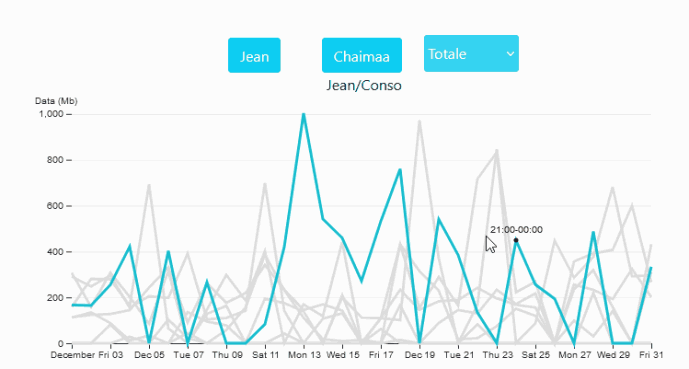 Jean Chaimaa Totale
Jean/Conso
Data (Mb)
1,000
800
600
21:00-00:00
400
200
0
December Fri 03 Dec 05 Tue 07 Thu 09 Sat 11 Mon 13 Wed 15 Fri 17 Dec 19 Tue 21 Thu 23 Sat 25 Mon 27 Wed 29 Fri 31